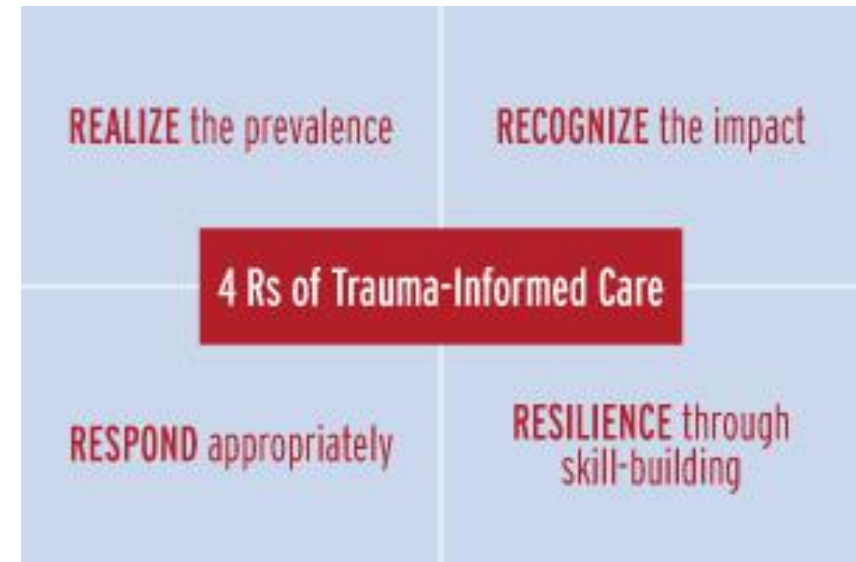 REALIZE the prevalence
RECOGNIZE the impact
4 Rs of Trauma-Informed Care
RESPOND appropriately
RESILIENCE through
skill-building